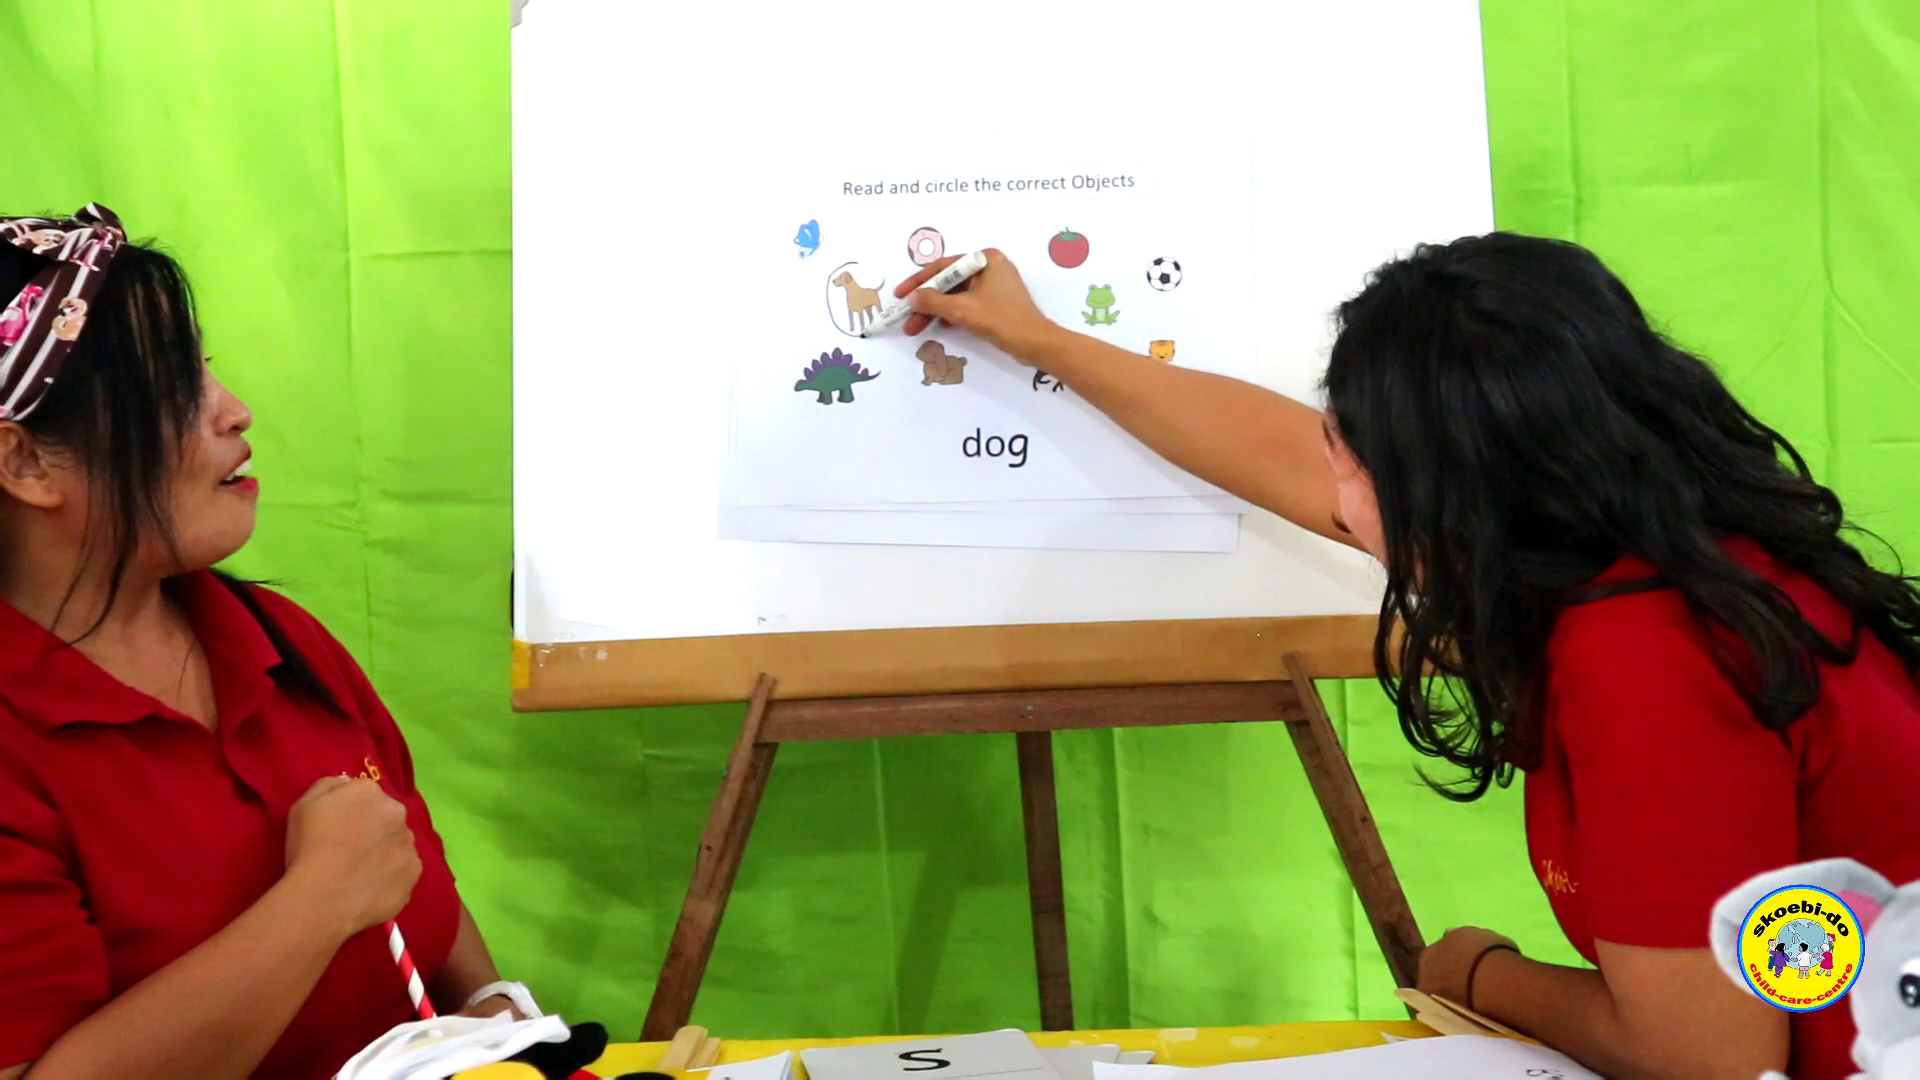 Read and circle the correct Objects
dog
S
skoebi-do
child-care-centre